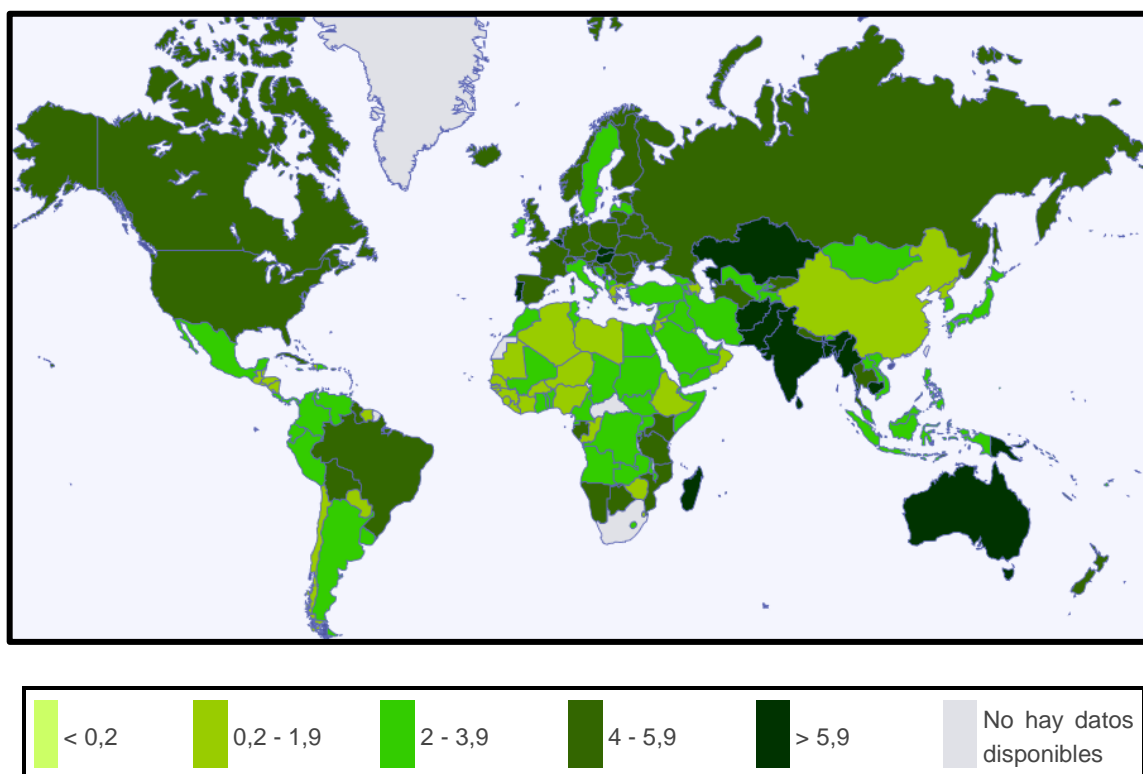 < 0,2
0,2 - 1,9
2 - 3,9
4 - 5,9
> 5,9
No hay datos
disponibles